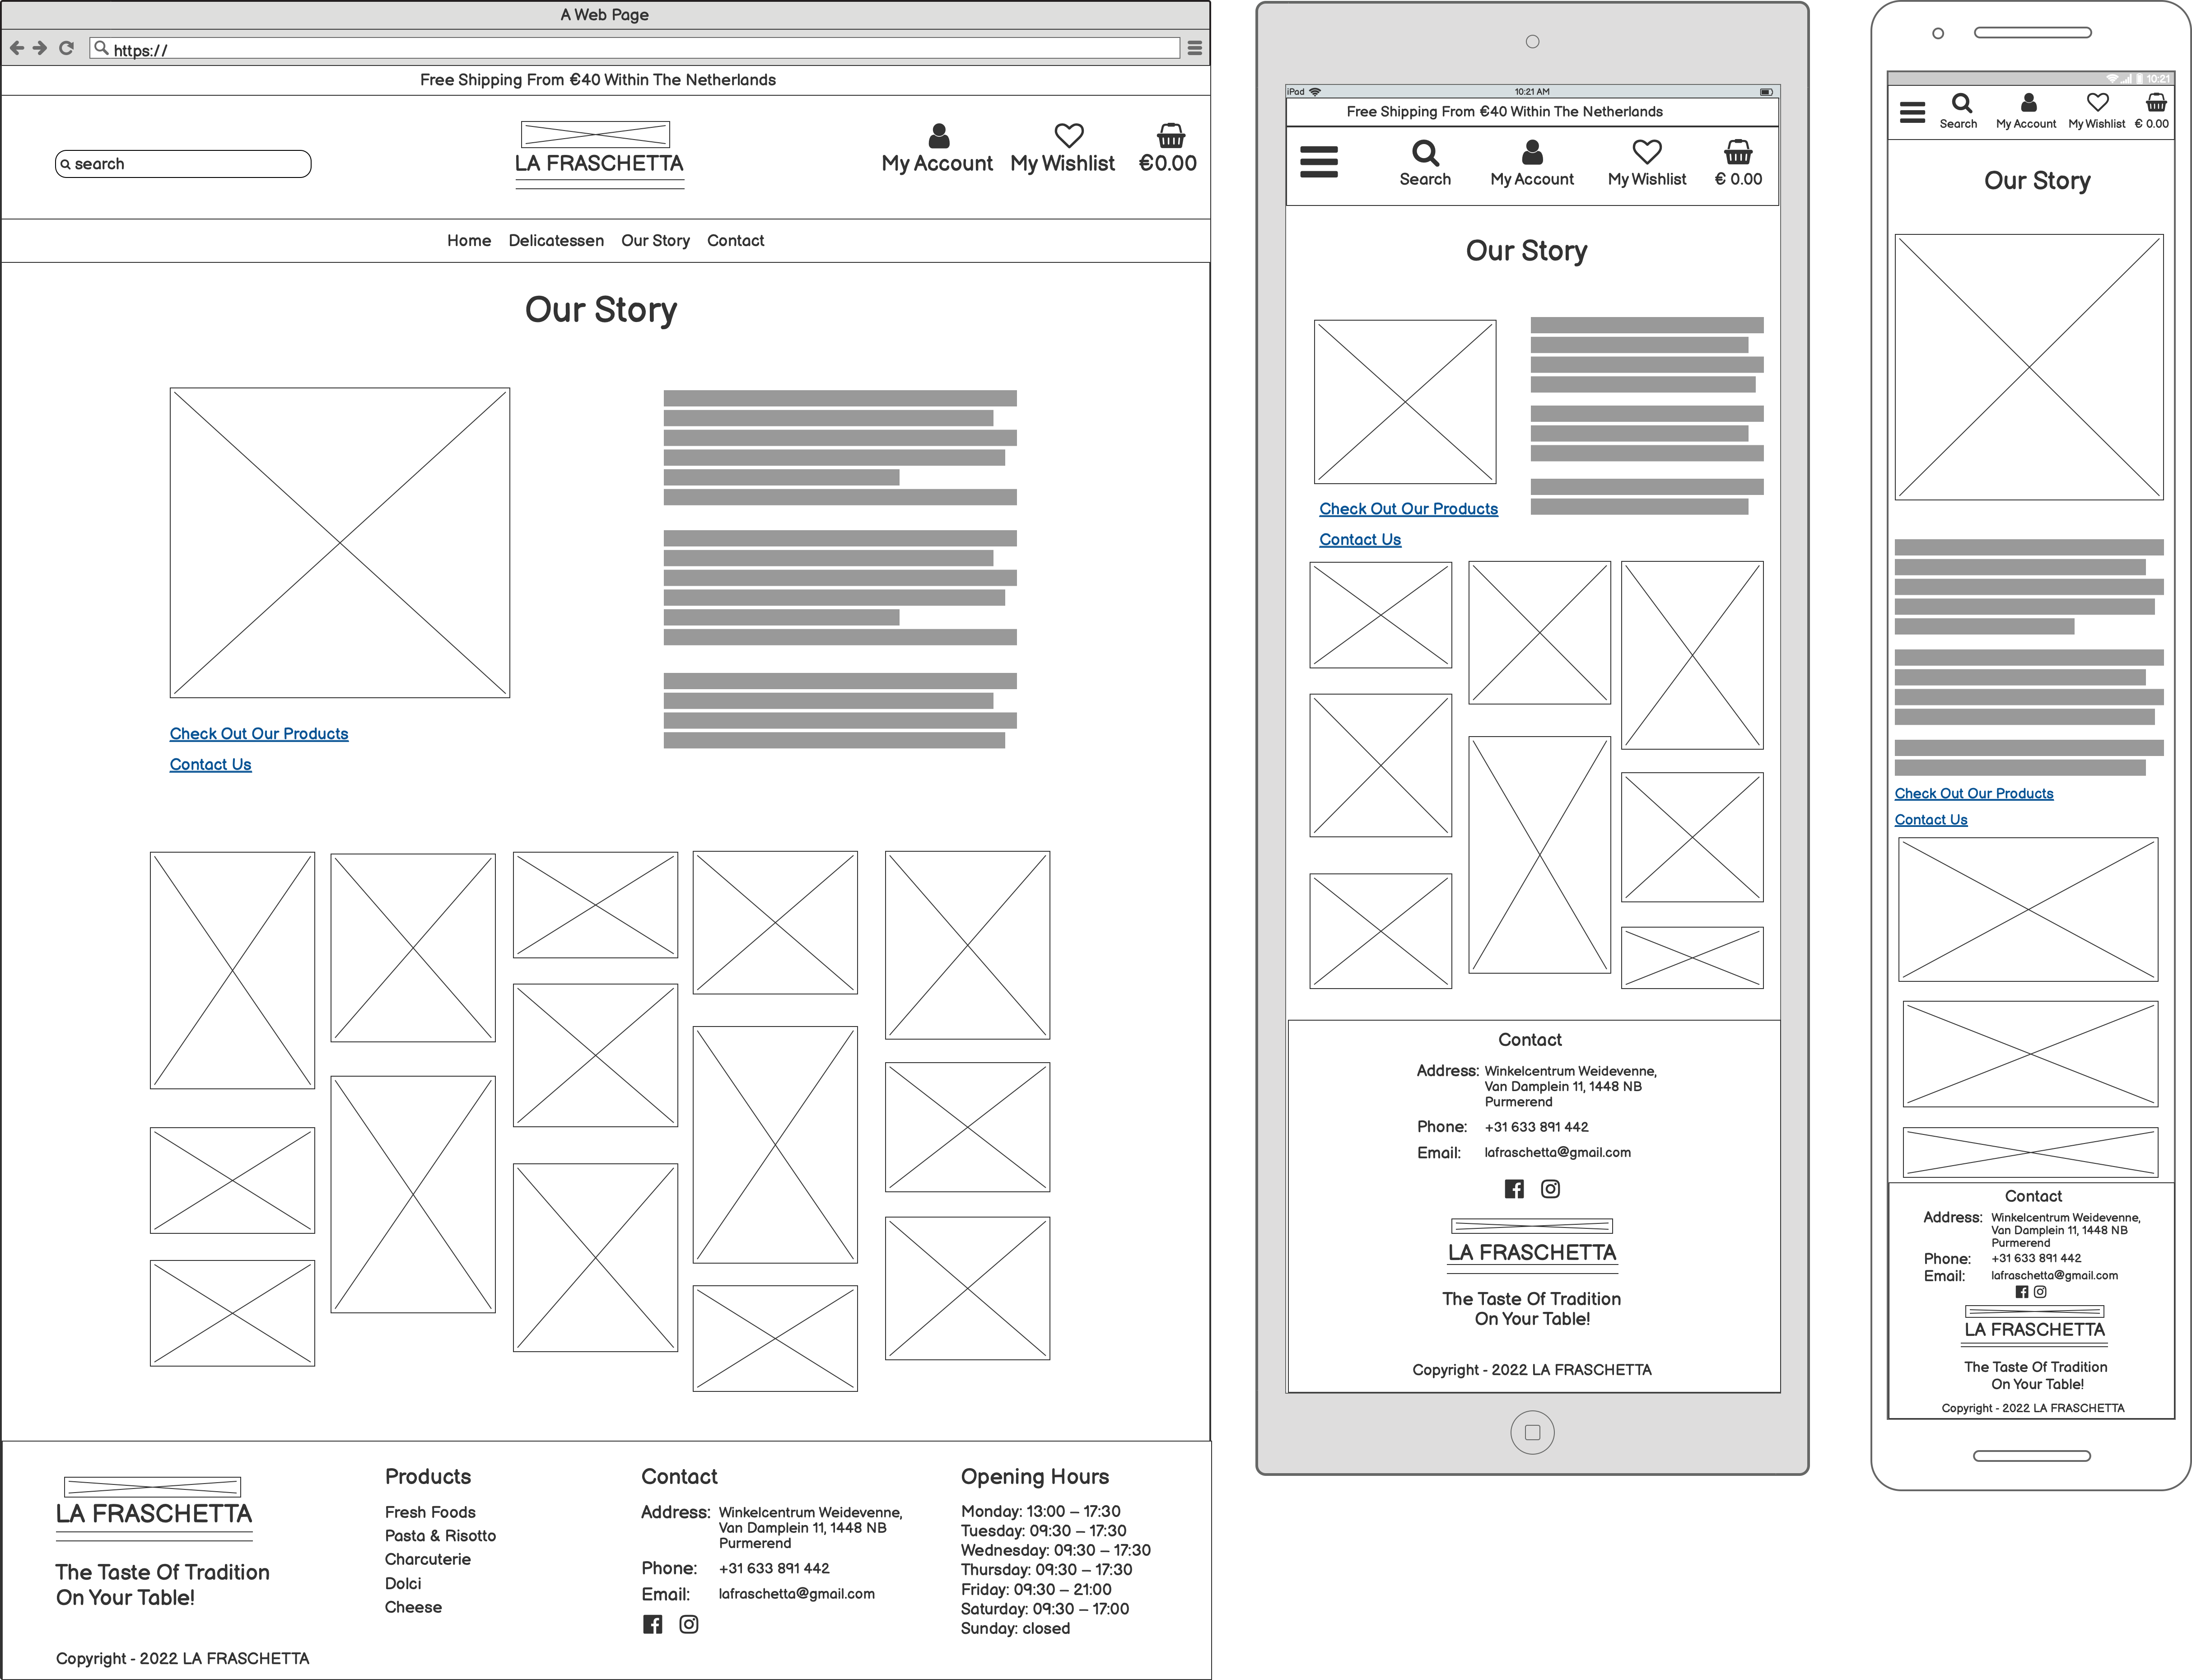 A Web Page
https://
Free Shipping From €40 Within The Netherlands
search
LA FRASCHETTA
My Account
My Wishlist
€0.00
Home Delicatessen Our Story Contact
Our Story
Check Out Our Products
Contact Us
LA FRASCHETTA
The Taste Of Tradition
On Your Table!
Copyright - 2022 LA FRASCHETTA
Products
Fresh Foods
Pasta & Risotto
Charcuterie
Dolci
Cheese
Contact
Address: Winkelcentrum Weidevenne,
Van Damplein 11, 1448 NB
Purmerend
Phone: +31 633 891 442
Email: lafraschetta@gmail.com
Opening Hours
Monday: 13:00 – 17:30
Tuesday: 09:30 – 17:30
Wednesday: 09:30 – 17:30
Thursday: 09:30 – 17:30
Friday: 09:30 – 21:00
Saturday: 09:30 – 17:00
Sunday: closed
iPad
10:21 AM
Free Shipping From €40 Within The Netherlands
Search
My Account
My Wishlist
€ 0.00
Our Story
Check Out Our Products
Contact Us
Contact
Address: Winkelcentrum Weidevenne,
Van Damplein 11, 1448 NB
Purmerend
Phone: +31 633 891 442
Email: lafraschetta@gmail.com
LA FRASCHETTA
The Taste Of Tradition
On Your Table!
Copyright - 2022 LA FRASCHETTA
10:21
Search
My Account
My Wishlist
€ 0.00
Our Story
Check Out Our Products
Contact Us
Contact
Address: Winkelcentrum Weidevenne,
Van Damplein 11, 1448 NB
Purmerend
Phone: +31 633 891 442
Email: lafraschetta@gmail.com
LA FRASCHETTA
The Taste Of Tradition
On Your Table!
Copyright - 2022 LA FRASCHETTA